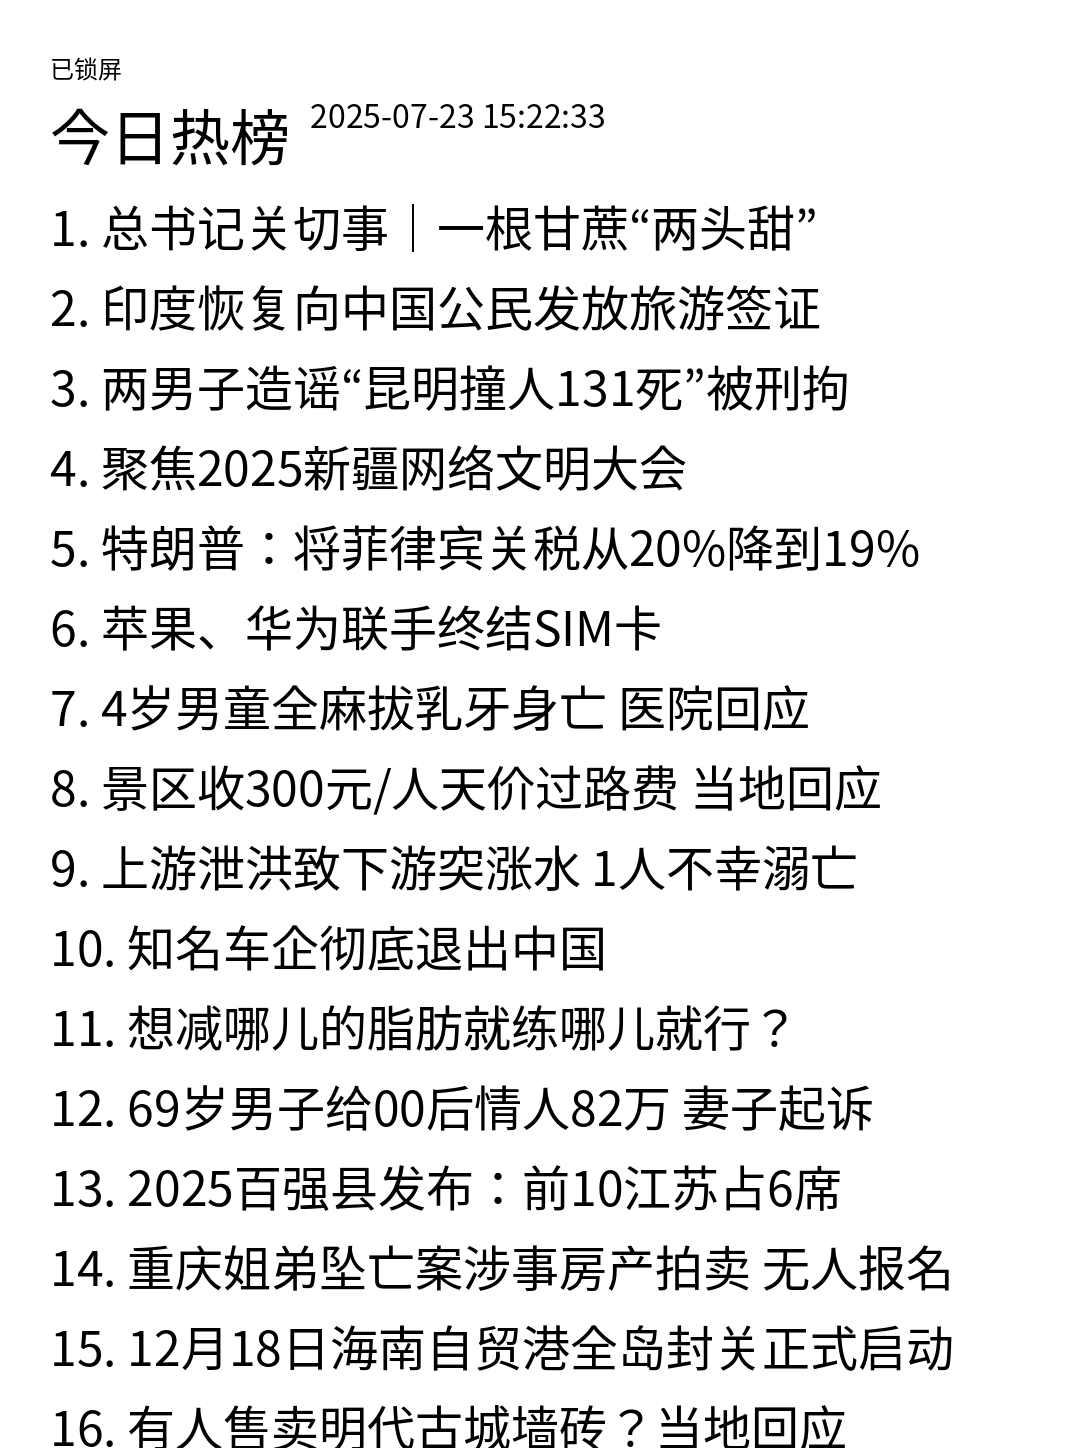 已锁屏
今日热榜 2025-07-23 15:22:33
1. 总书记关切事｜一根甘蔗“两头甜”
2. 印度恢复向中国公民发放旅游签证
3. 两男子造谣“昆明撞人131死”被刑拘
4. 聚焦2025新疆网络文明大会
5. 特朗普：将菲律宾关税从20%降到19%
6. 苹果、华为联手终结SIM卡
7. 4岁男童全麻拔乳牙身亡 医院回应
8. 景区收300元/人天价过路费 当地回应
9. 上游泄洪致下游突涨水 1人不幸溺亡
10. 知名车企彻底退出中国
11. 想减哪儿的脂肪就练哪儿就行？
12. 69岁男子给00后情人82万 妻子起诉
13. 2025百强县发布：前10江苏占6席
14. 重庆姐弟坠亡案涉事房产拍卖 无人报名
15. 12月18日海南自贸港全岛封关正式启动
16. 有人售卖明代古城墙砖？当地回应